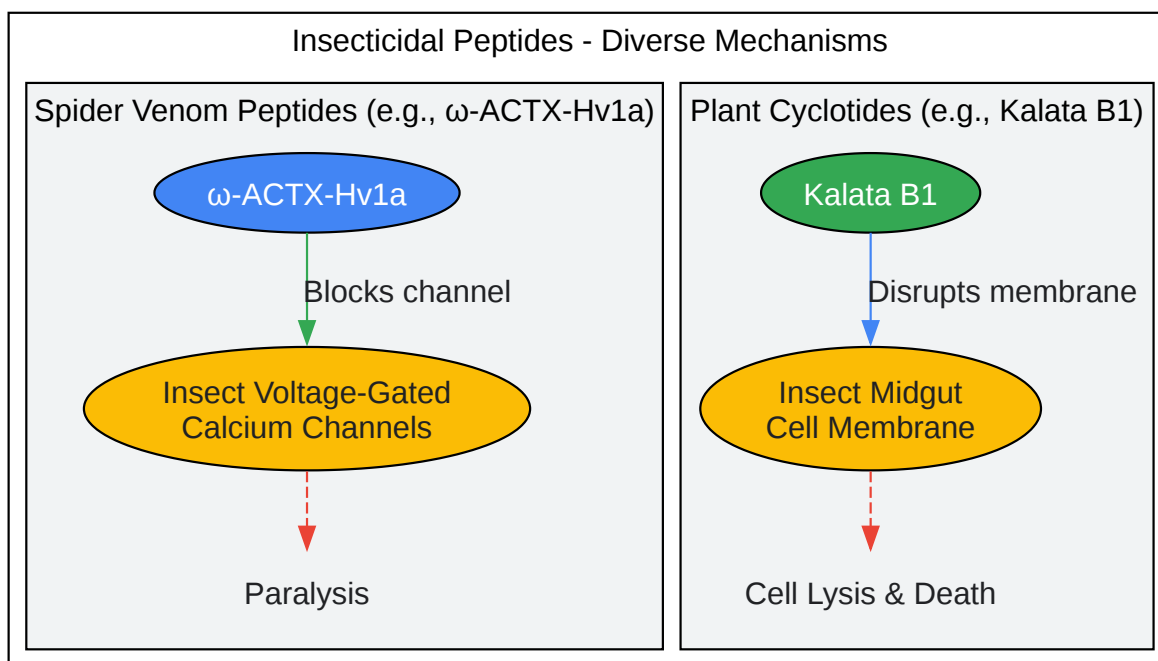 Insecticidal Peptides - Diverse Mechanisms
Spider Venom Peptides (e.g., ω-ACTX-Hv1a)
ω-ACTX-Hv1a
Blocks channel
Insect Voltage-Gated
Calcium Channels
Paralysis
Plant Cyclotides (e.g., Kalata B1)
Kalata B1
Disrupts membrane
Insect Midgut
Cell Membrane
Cell Lysis & Death